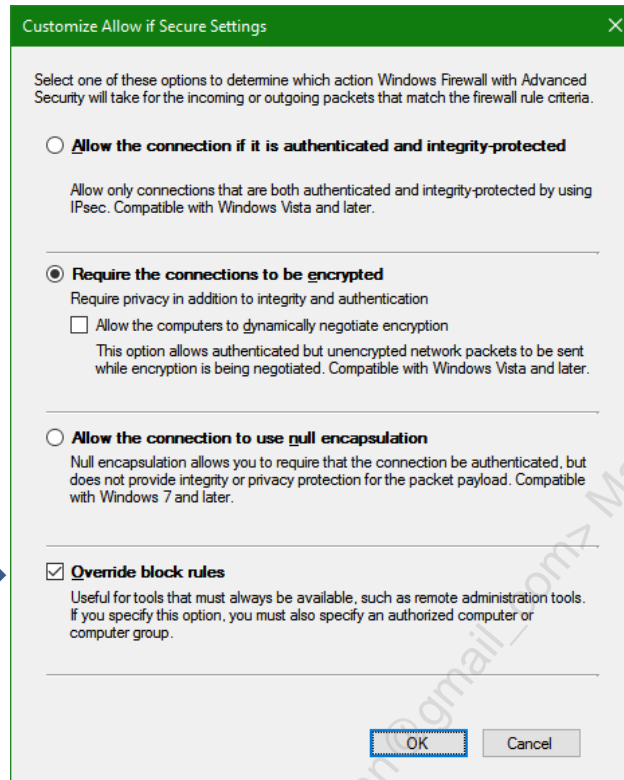 Customize Allow if Secure Settings
Select one of these options to determine which action Windows Firewall with Advanced
Security will take for the incoming or outgoing packets that match the firewall rule criteria.
Allow the connection if it is authenticated and integrity-protected
Allow only connections that are both authenticated and integrity-protected by using
IPsec. Compatible with Windows Vista and later.
Require the connections to be encrypted
Require privacy in addition to integrity and authentication
Allow the computers to dynamically negotiate encryption
This option allows authenticated but unencrypted network packets to be sent
while encryption is being negotiated. Compatible with Windows Vista and later.
Allow the connection to use null encapsulation
Null encapsulation allows you to require that the connection be authenticated, but
does not provide integrity or privacy protection for the packet payload. Compatible
with Windows 7 and later.
Override block rules
Useful for tools that must always be available, such as remote administration tools.
If you specify this option, you must also specify an authorized computer or
computer group.
OK Cancel